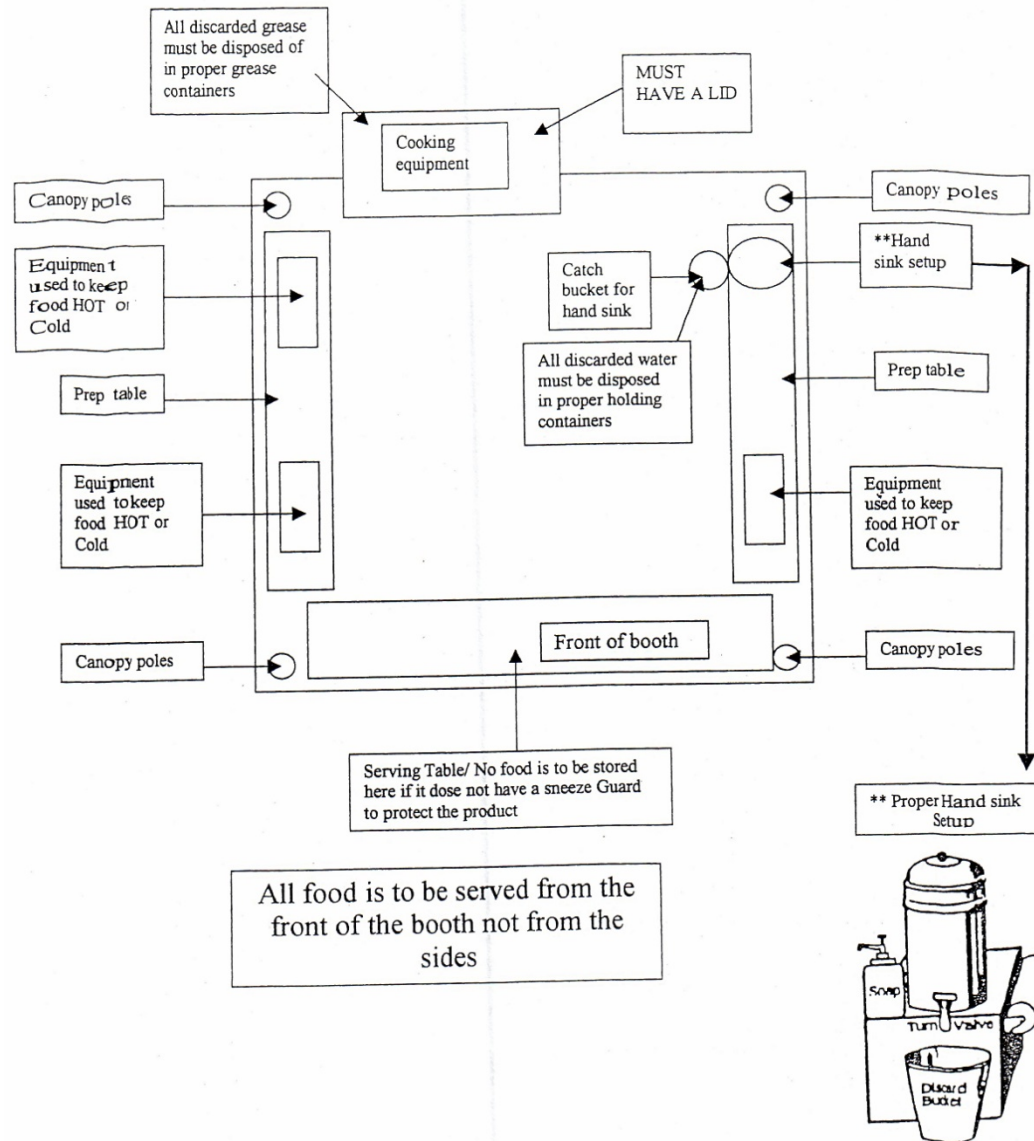 All discarded grease
must be disposed of
in proper grease
containers
MUST
HAVE A LID
Cooking
equipment
Canopy poles
Canopy poles
Equipment
used to keep
food HOT or
Cold
Catch
bucket for
hand sink
**Hand
sink setup
All discarded water
must be disposed
in proper holding
containers
Prep table
Prep table
Equipment
used to keep
food HOT or
Cold
Equipment
used to keep
food HOT or
Cold
Front of booth
Canopy poles
Canopy poles
Serving Table/ No food is to be stored
here if it dose not have a sneeze Guard
to protect the product
** Proper Hand sink
Setup
All food is to be served from the
front of the booth not from the
sides
Soap
Turn Valve
Discard
Bucket